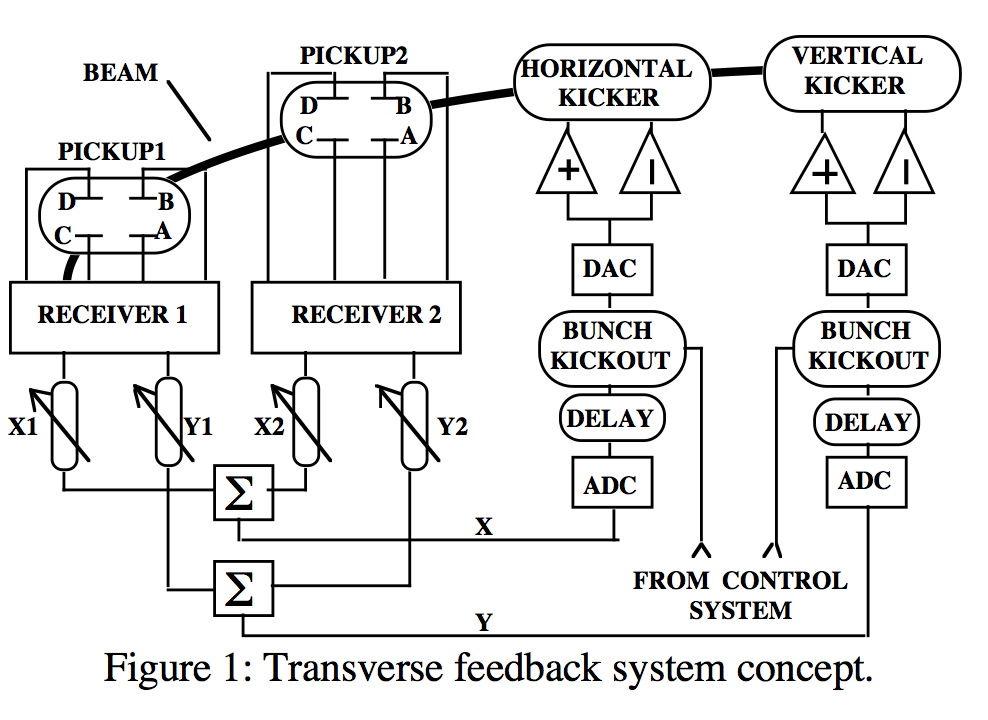 PICKUP2
BEAM
HORIZONTAL
KICKER
VERTICAL
KICKER
D B
C A
PICKUP1
D B
C A
+ − + −
DAC
DAC
RECEIVER 1
RECEIVER 2
BUNCH
KICKOUT
BUNCH
KICKOUT
X1 Y1 X2 Y2
DELAY
DELAY
Σ
ADC
ADC
X
Σ
FROM CONTROL
SYSTEM
Y
Figure 1: Transverse feedback system concept.